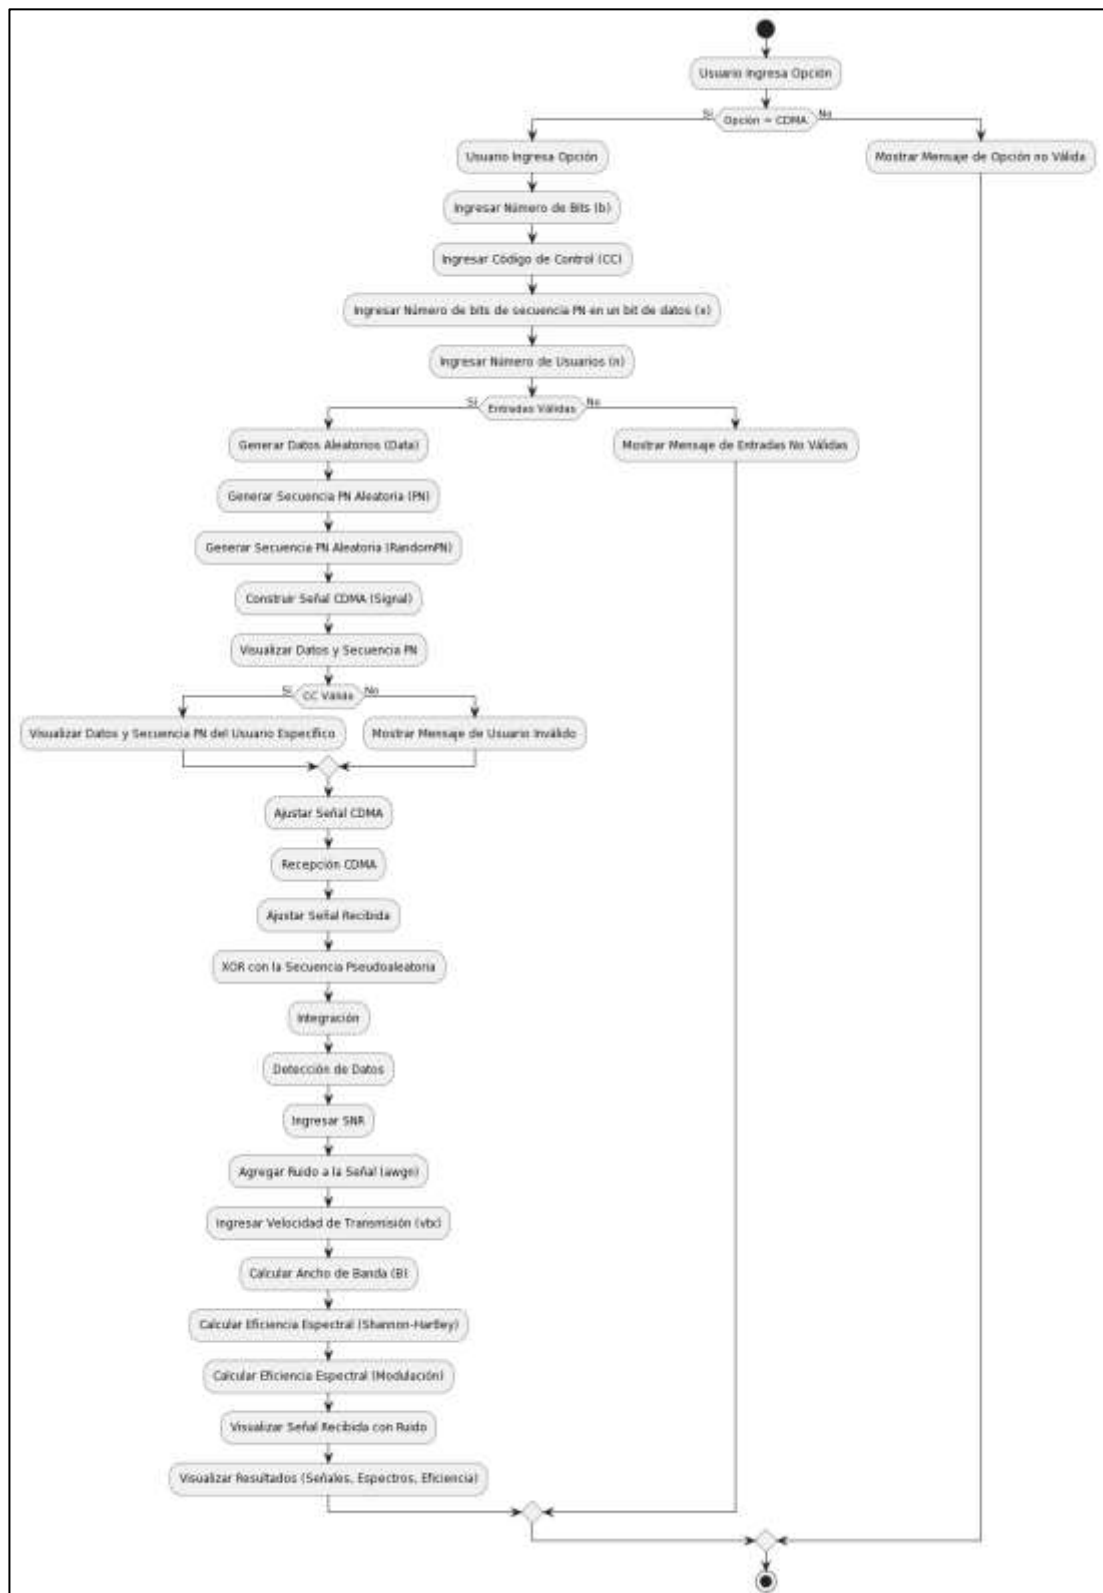 Usuario Ingresa Opción
Si
Opción = CDMA
No
Usuario Ingresa Opción
Mostrar Mensaje de Opción no Válida
Ingresar Número de Bits (b)
Ingresar Código de Control (CC)
Ingresar Número de bits de secuencia PN en un bit de datos (x)
Ingresar Número de Usuarios (n)
Si
Entradas Válidas
No
Generar Datos Aleatorios (Data)
Mostrar Mensaje de Entradas No Válidas
Generar Secuencia PN Aleatoria (PN)
Generar Secuencia PN Aleatoria (RandomPN)
Construir Señal CDMA (Signal)
Visualizar Datos y Secuencia PN
Si
CC Válido
No
Visualizar Datos y Secuencia PN del Usuario Específico
Mostrar Mensaje de Usuario Inválido
Ajustar Señal CDMA
Recepción CDMA
Ajustar Señal Recibida
XOR con la Secuencia Pseudoaleatoria
Integración
Detección de Datos
Ingresar SNR
Agregar Ruido a la Señal (awgn)
Ingresar Velocidad de Transmisión (vtx)
Calcular Ancho de Banda (B)
Calcular Eficiencia Espectral (Shannon-Hartley)
Calcular Eficiencia Espectral (Modulación)
Visualizar Señal Recibida con Ruido
Visualizar Resultados (Señales, Espectros, Eficiencia)